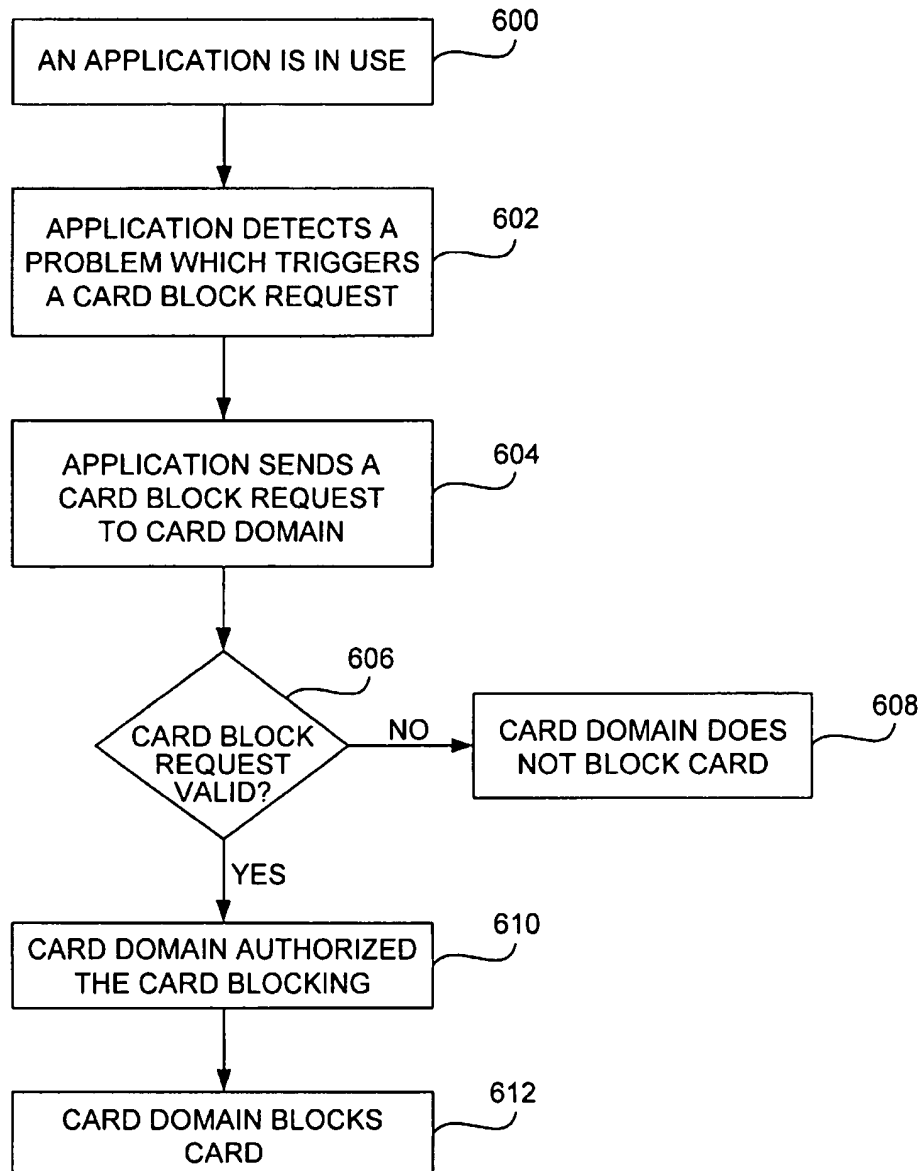 600
AN APPLICATION IS IN USE
602
APPLICATION DETECTS A
PROBLEM WHICH TRIGGERS
A CARD BLOCK REQUEST
604
APPLICATION SENDS A
CARD BLOCK REQUEST
TO CARD DOMAIN
606
CARD BLOCK
REQUEST
VALID?
NO
608
CARD DOMAIN DOES
NOT BLOCK CARD
YES
610
CARD DOMAIN AUTHORIZED
THE CARD BLOCKING
612
CARD DOMAIN BLOCKS
CARD